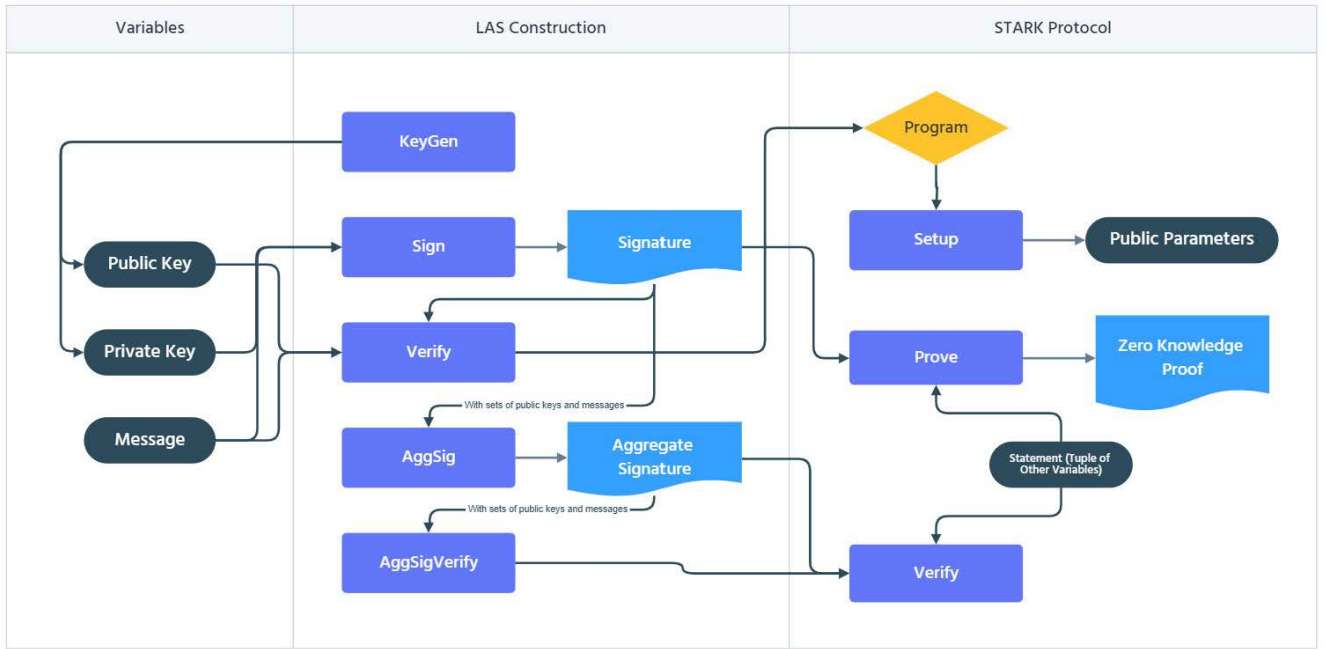 Variables
LAS Construction
STARK Protocol
KeyGen
Program
Sign
Signature
Setup
Public Parameters
Public Key
Private Key
Verify
Prove
Zero Knowledge
Proof
With sets of public keys and messages
Message
AggSig
Aggregate
Signature
Statement (Tuple of
Other Variables)
With sets of public keys and messages
AggSigVerify
Verify